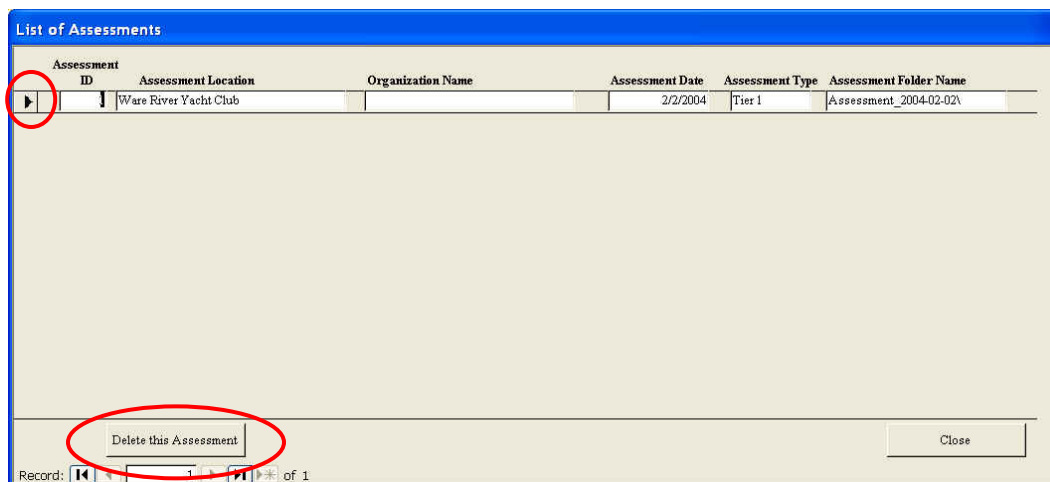 List of Assessments
Assessment ID Assessment Location Organization Name Assessment Date Assessment Type Assessment Folder Name
Ware River Yacht Club 2/2/2004 Tier 1 Assessment_2004-02-02\
Delete this Assessment Close
Record: 1 of 1